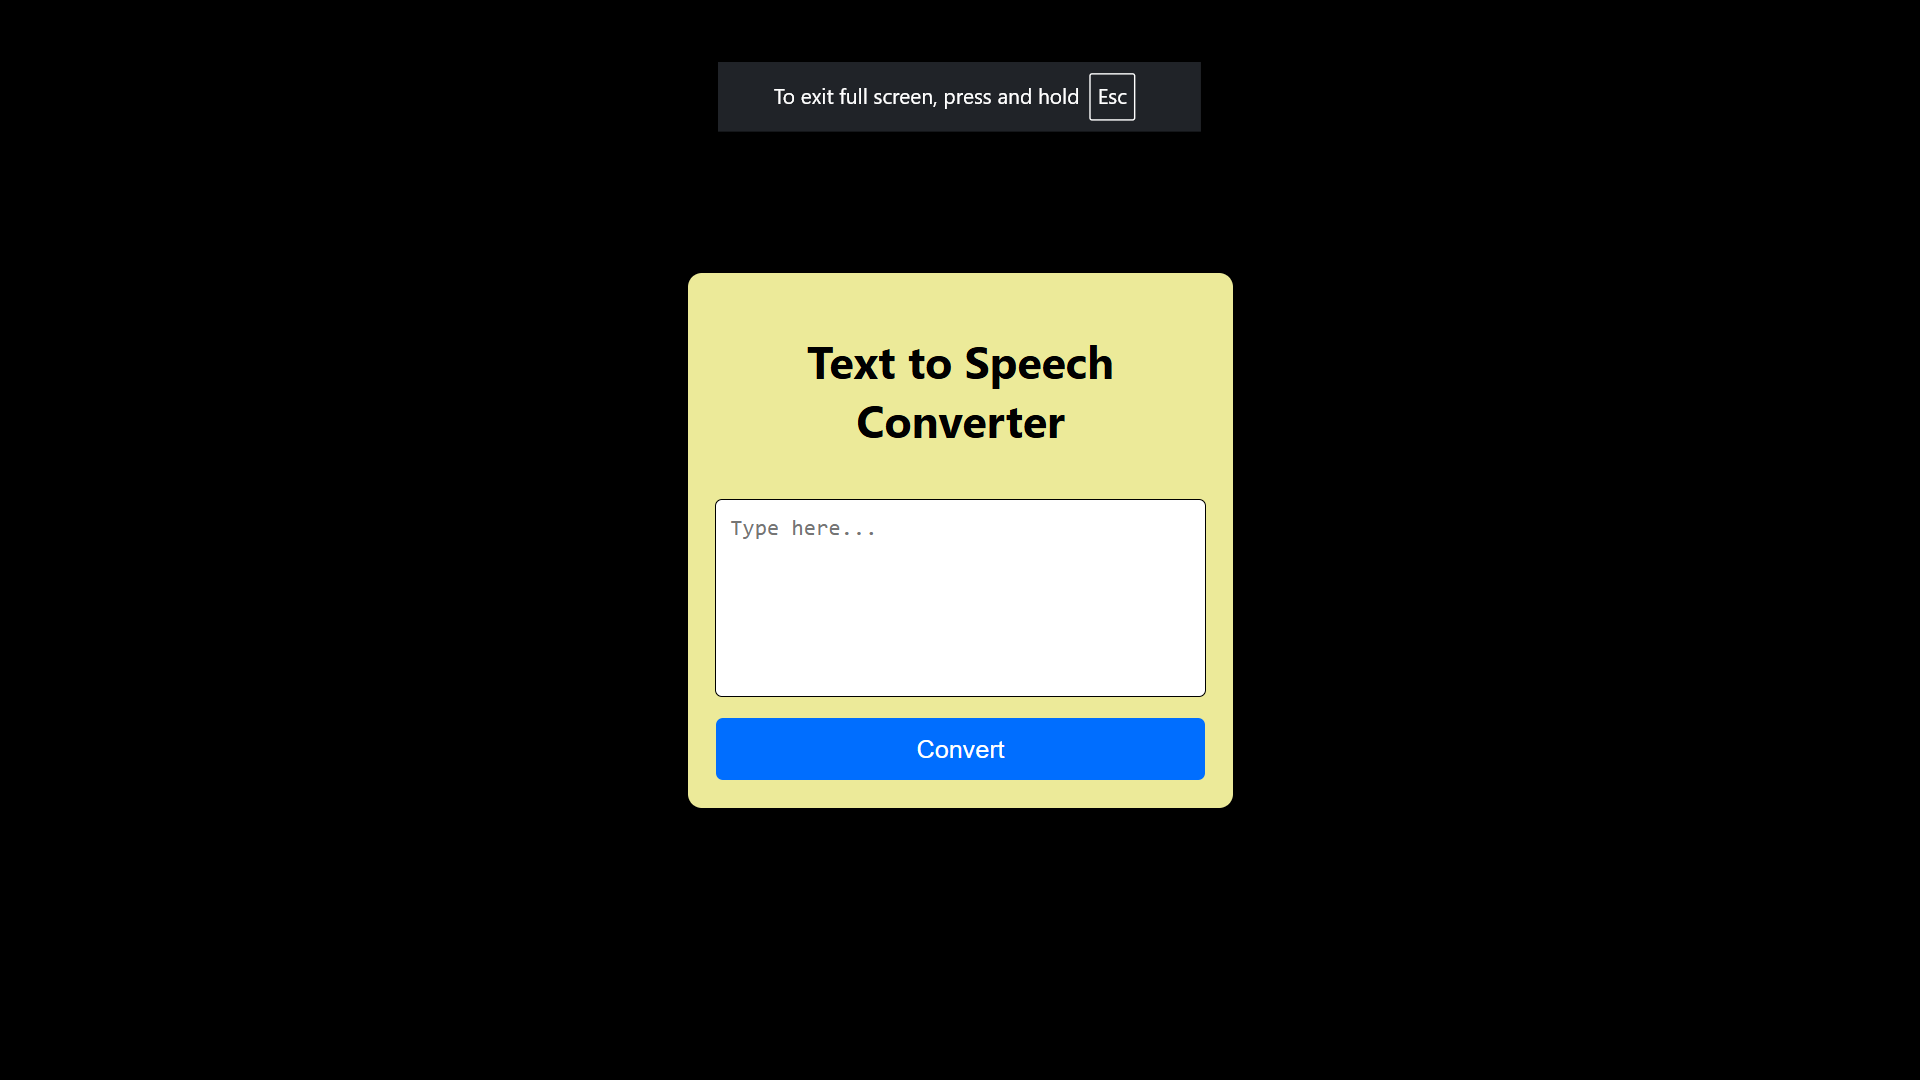 To exit full screen, press and hold Esc
Text to Speech
Converter
Type here...
Convert